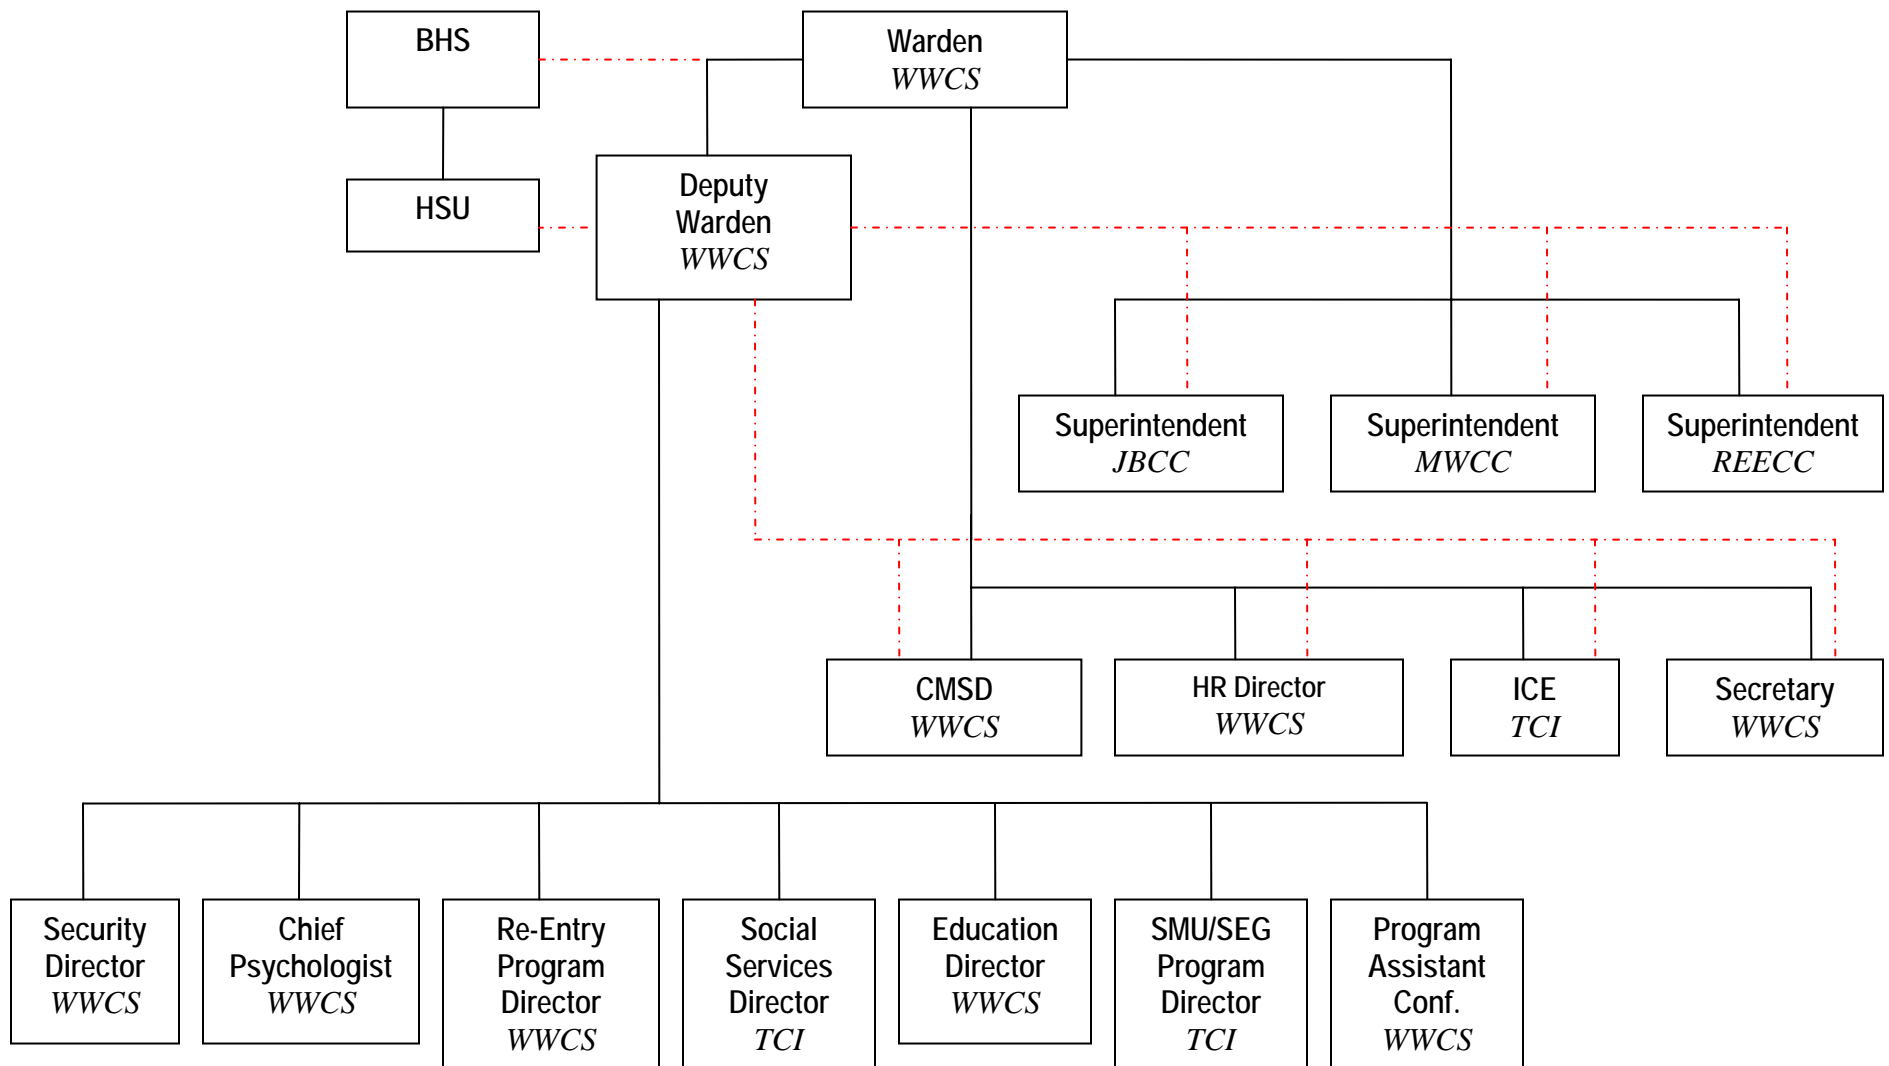 BHS
Warden
WWCS
HSU
Deputy
Warden
WWCS
Superintendent
JBCC
Superintendent
MWCC
Superintendent
REECC
CMSD
WWCS
HR Director
WWCS
ICE
TCI
Secretary
WWCS
Security
Director
WWCS
Chief
Psychologist
WWCS
Re-Entry
Program
Director
WWCS
Social
Services
Director
TCI
Education
Director
WWCS
SMU/SEG
Program
Director
TCI
Program
Assistant
Conf.
WWCS